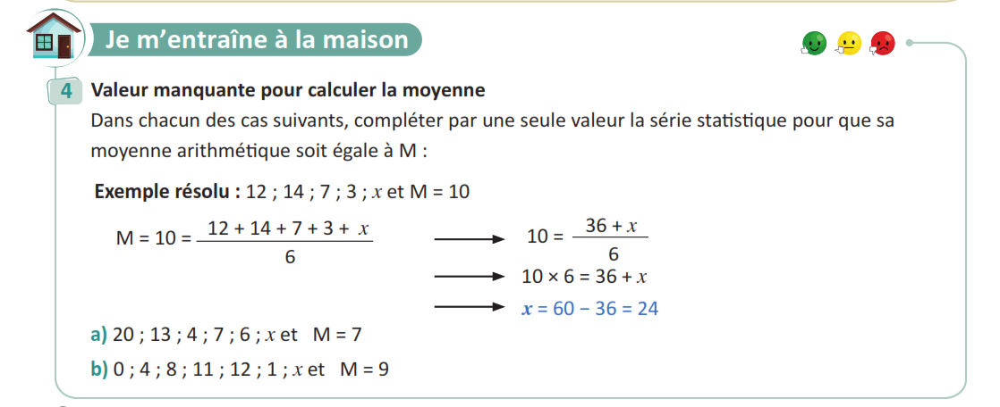 Je m’entraîne à la maison
4 Valeur manquante pour calculer la moyenne
Dans chacun des cas suivants, compléter par une seule valeur la série statistique pour que sa
moyenne arithmétique soit égale à M :
Exemple résolu : 12 ; 14 ; 7 ; 3 ; x et M = 10
M = 10 = 12 + 14 + 7 + 3 + x / 6 → 10 = 36 + x / 6
→ 10 × 6 = 36 + x
→ x = 60 − 36 = 24
a) 20 ; 13 ; 4 ; 7 ; 6 ; x et M = 7
b) 0 ; 4 ; 8 ; 11 ; 12 ; 1 ; x et M = 9